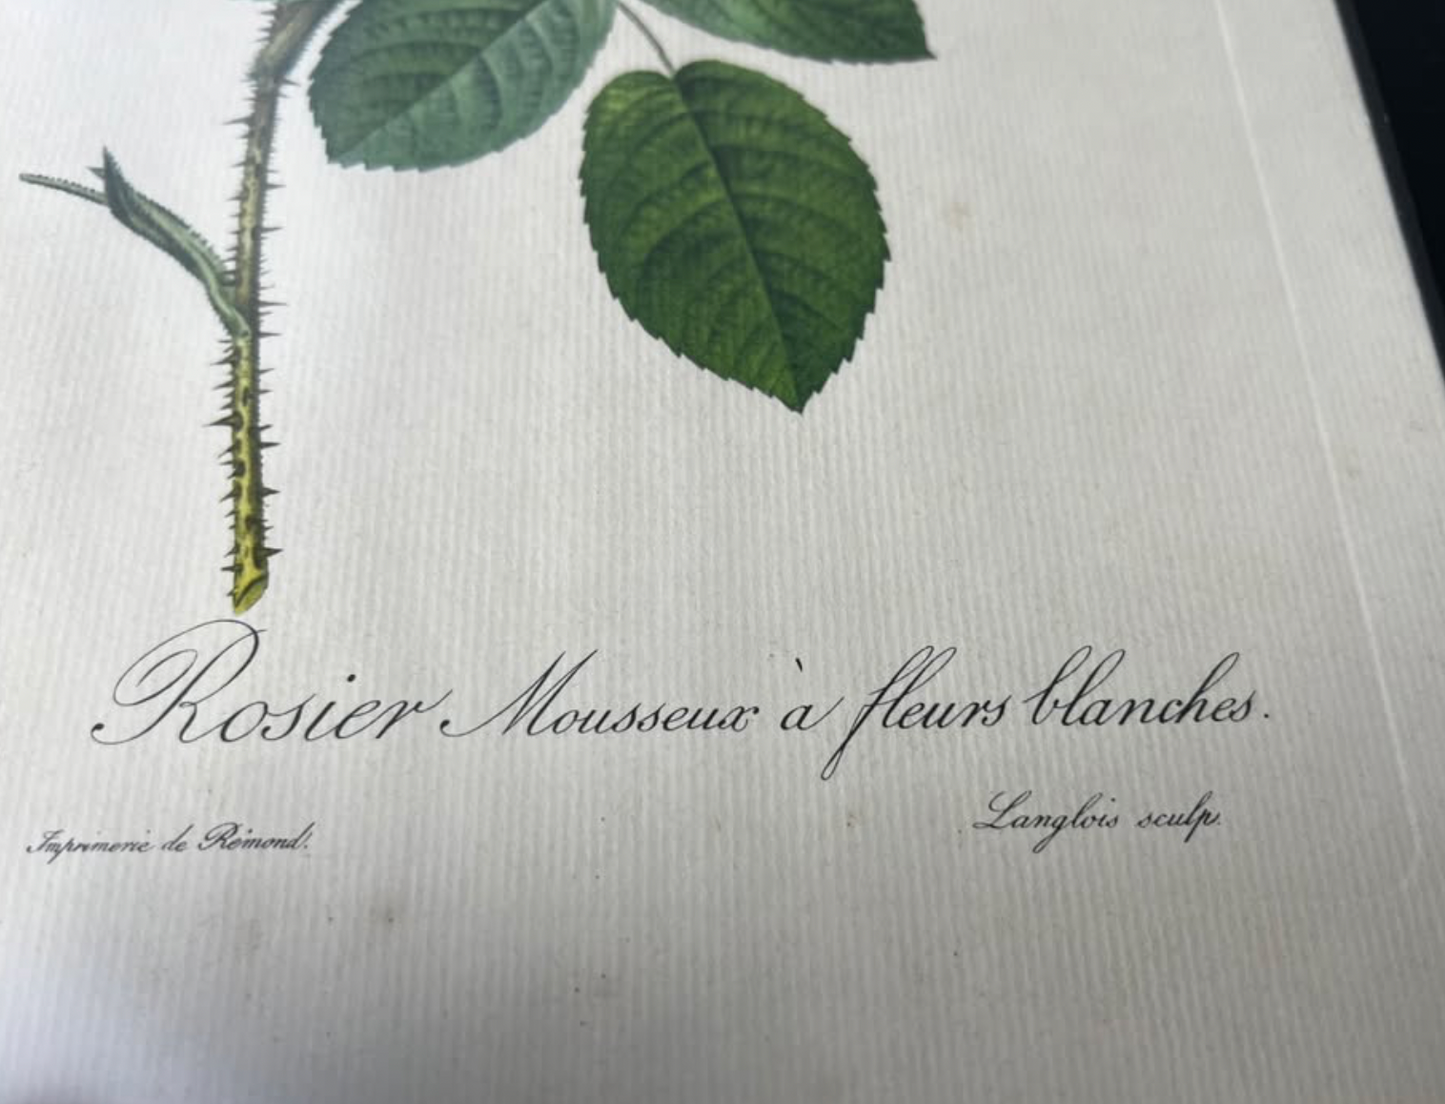 Rosier Mousseux à fleurs blanches.
Imprimerie de Rémond.
Langlois sculp.